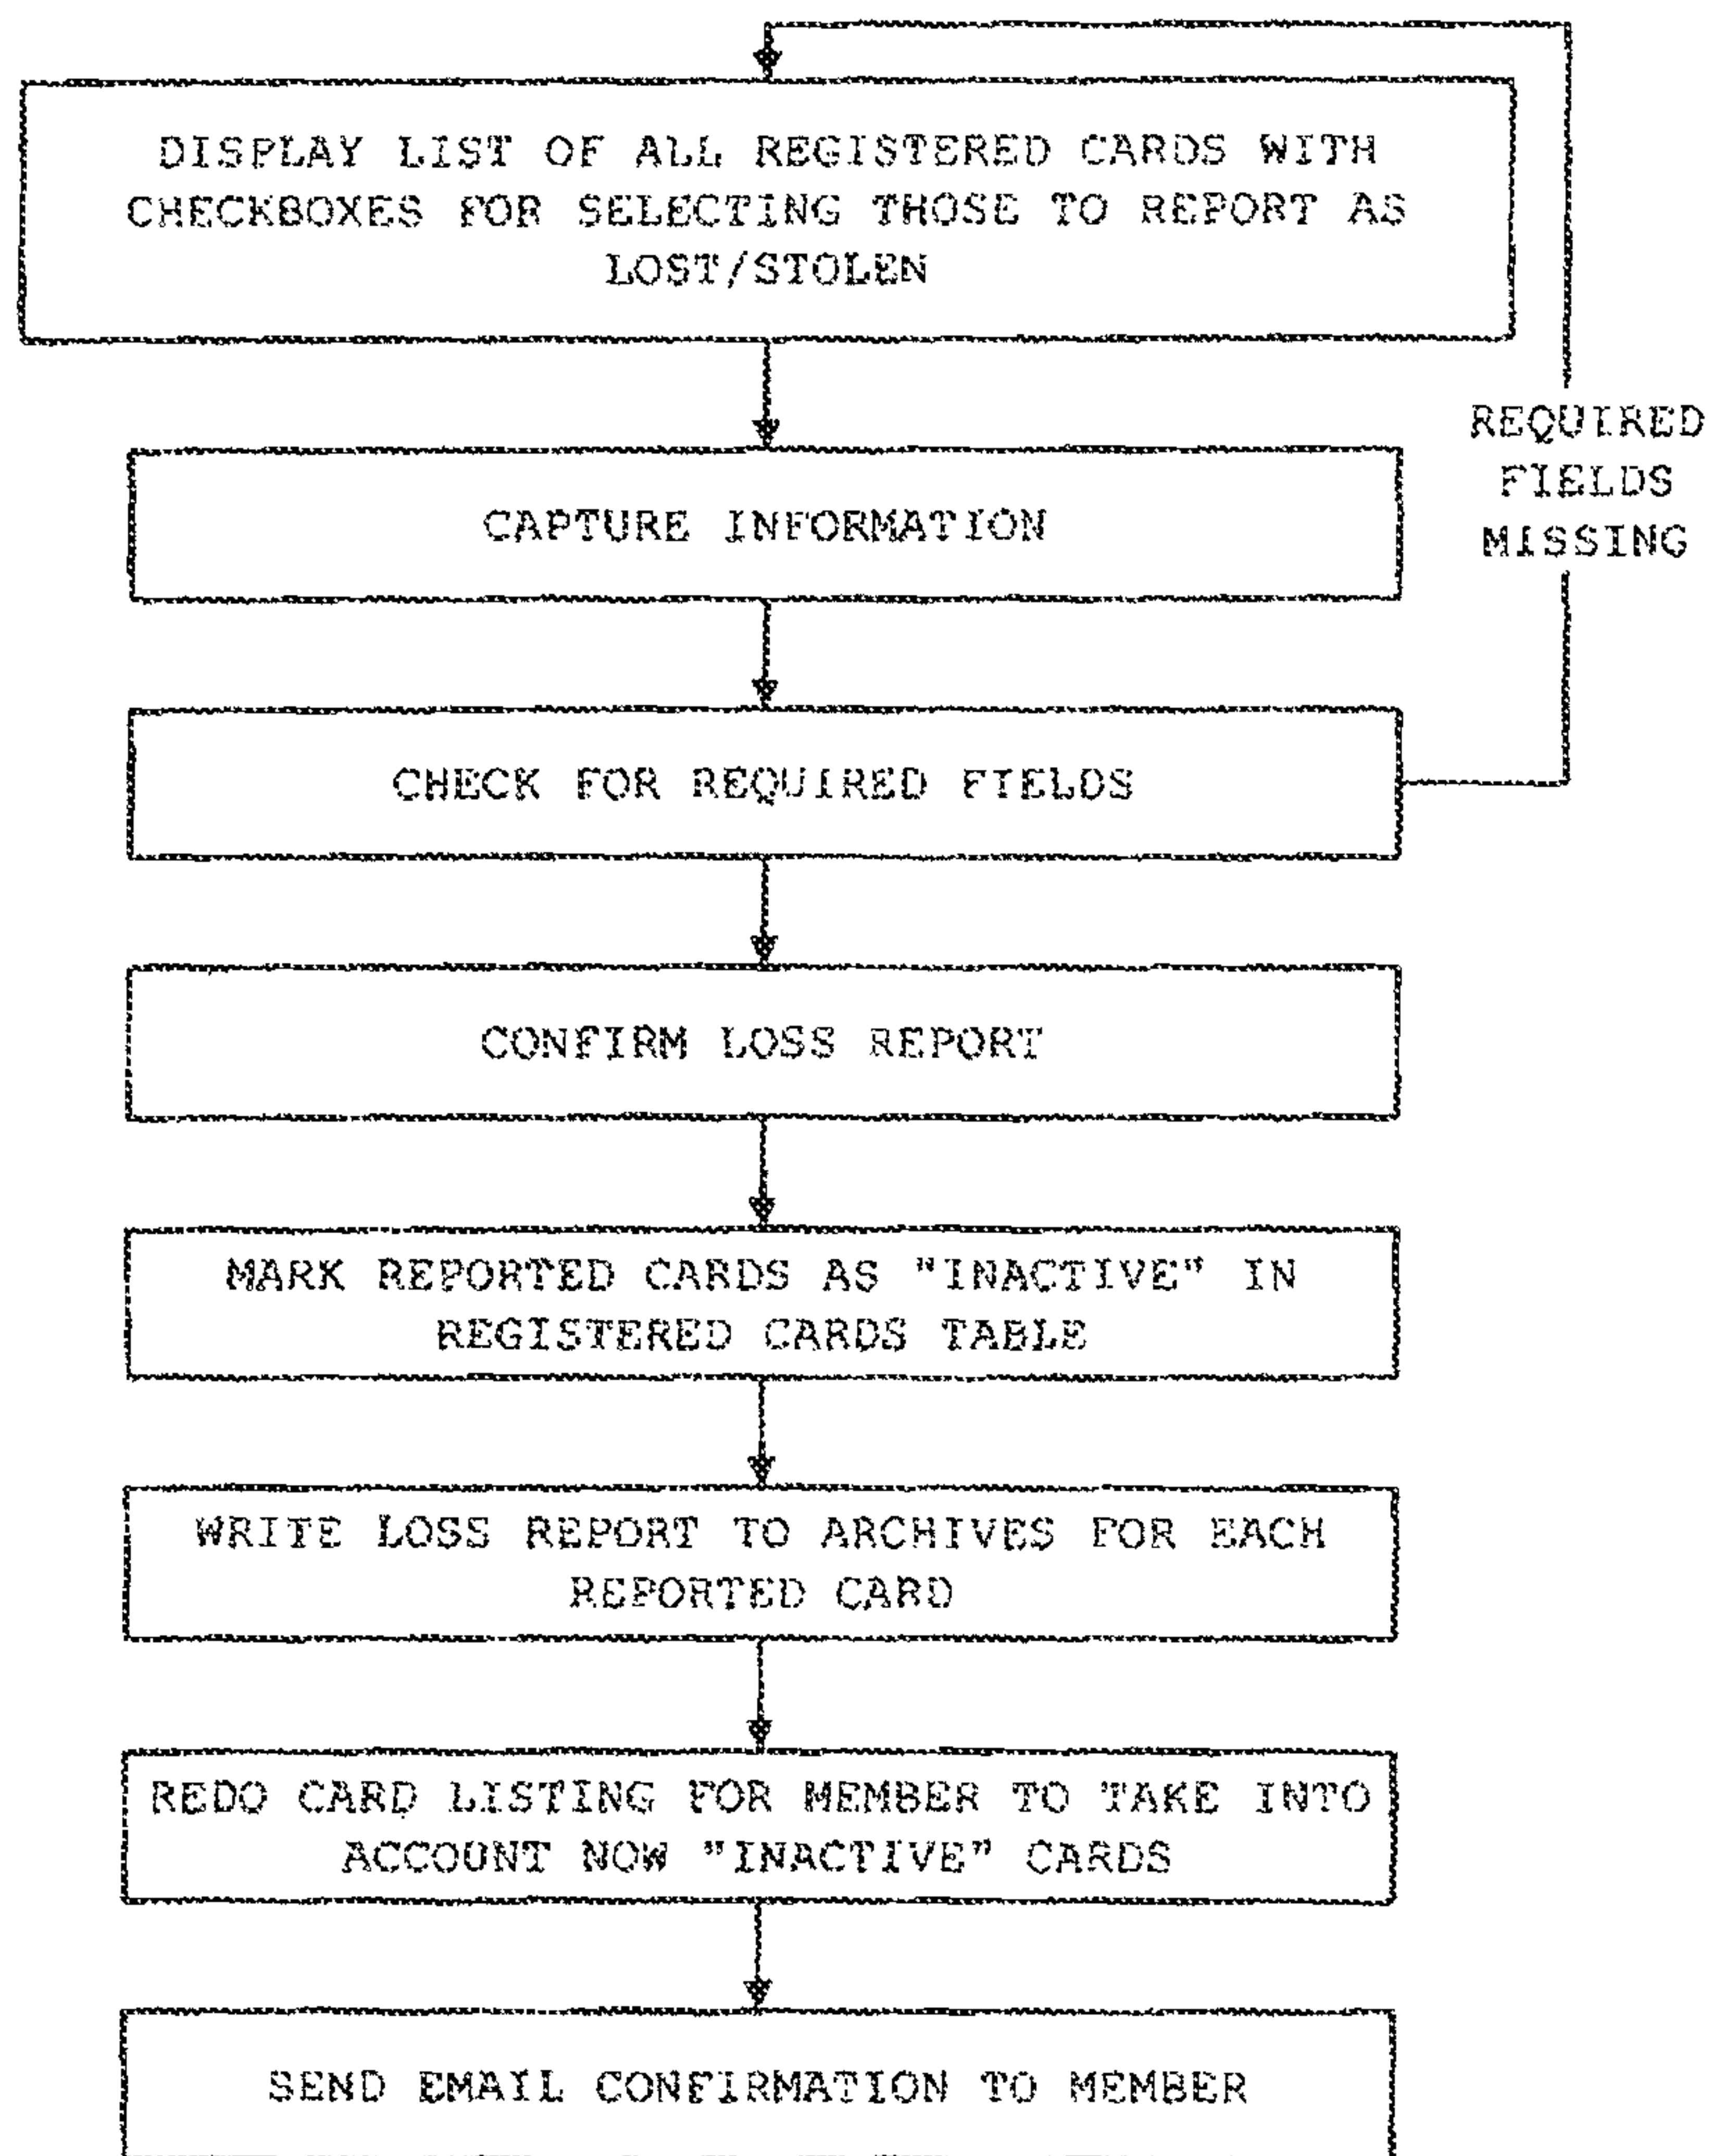 DISPLAY LIST OF ALL REGISTERED CARDS WITH
CHECKBOXES FOR SELECTING THOSE TO REPORT AS
LOST/STOLEN
REQUIRED
FIELDS
MISSING
CAPTURE INFORMATION
CHECK FOR REQUIRED FIELDS
CONFIRM LOSS REPORT
MARK REPORTED CARDS AS "INACTIVE" IN
REGISTERED CARDS TABLE
WRITE LOSS REPORT TO ARCHIVES FOR EACH
REPORTED CARD
REDO CARD LISTING FOR MEMBER TO TAKE INTO
ACCOUNT NOW "INACTIVE" CARDS
SEND EMAIL CONFIRMATION TO MEMBER